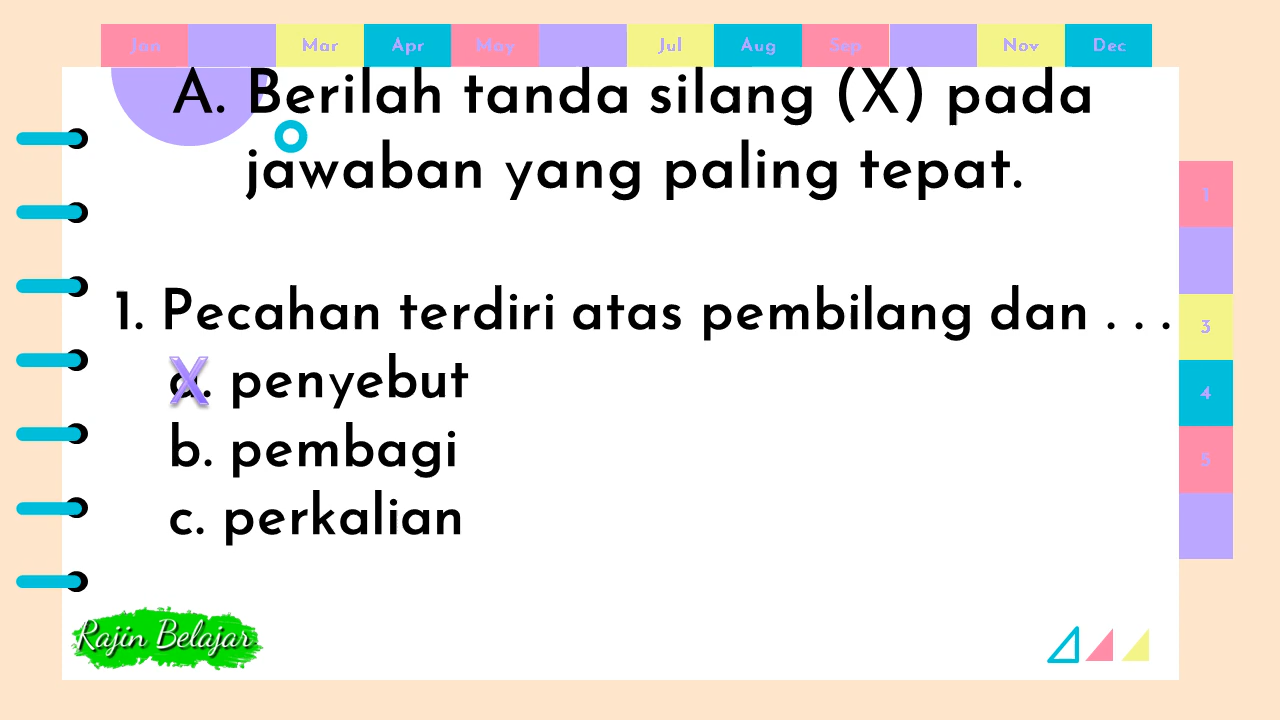 Jan Mar Apr May Jul Aug Sep Nov Dec
A. Berilah tanda silang (X) pada
jawaban yang paling tepat.
1
1. Pecahan terdiri atas pembilang dan . . .
3
X a. penyebut
4
b. pembagi
5
c. perkalian
Rajin Belajar